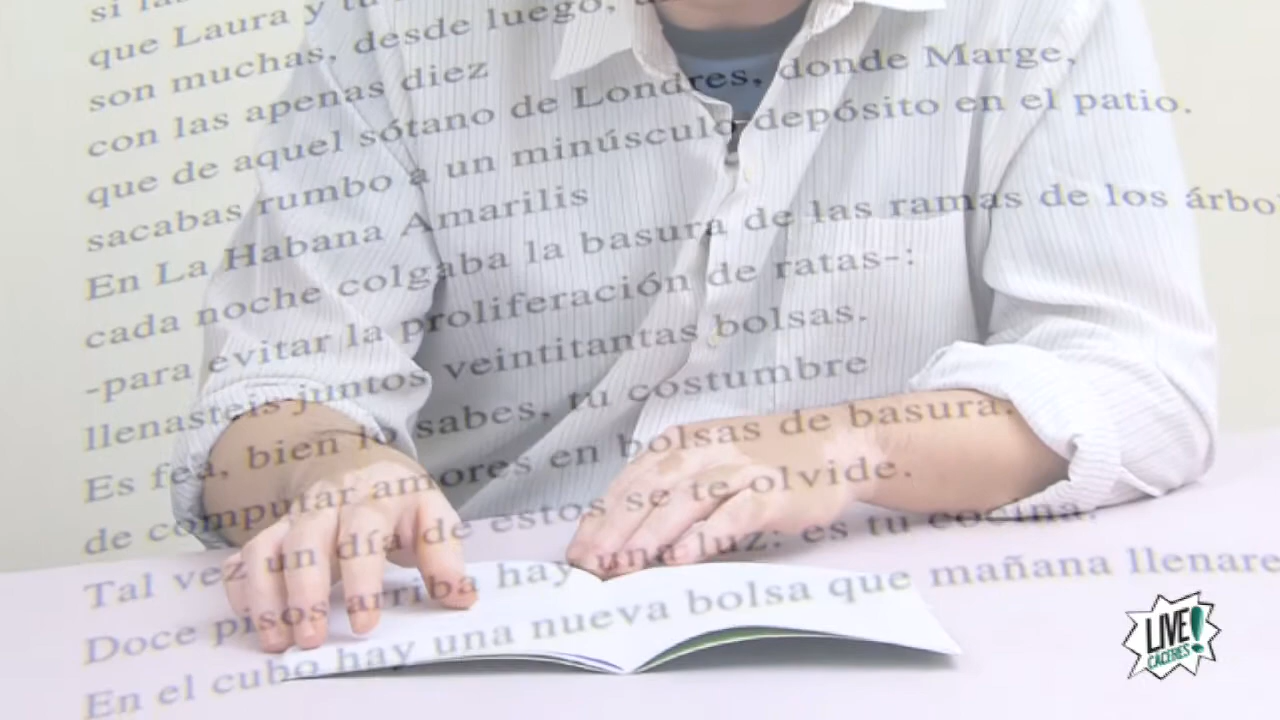 si las
que Laura y tu
son muchas, desde luego,
con las apenas diez
que de aquel sótano de Londres, donde Marge,
sacabas rumbo a un minúsculo depósito en el patio.
En La Habana Amarilis
cada noche colgaba la basura de las ramas de los árbo
-para evitar la proliferación de ratas-:
llenasteis juntos veintitantas bolsas.
Es fea, bien lo sabes, tu costumbre
de computar amores en bolsas de basura.
Tal vez un día de estos se te olvide.
Doce pisos arriba hay una luz: es tu cocina.
En el cubo hay una nueva bolsa que mañana llenare
LIVE!
CÁCERES